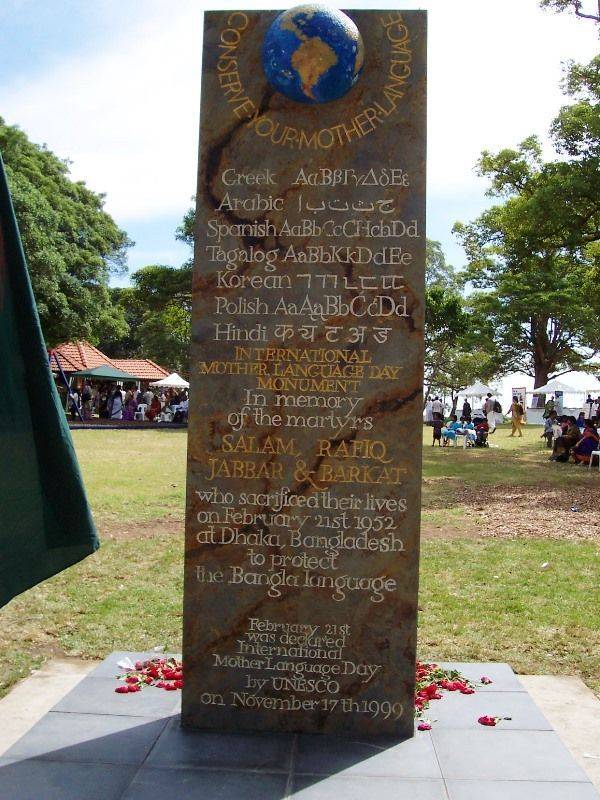 CONSERVE YOUR MOTHER LANGUAGE
Greek ΑαΒβΓγΔδΕε
Arabic ا ب ت ث ج
Spanish AaBbCcCHchDd
Tagalog AaBbKkDdEe
Korean ㄱㄲㄴㄷㄸ
Polish AaĄąBbCcĆćDd
Hindi
INTERNATIONAL
MOTHER LANGUAGE DAY
MONUMENT
In memory
of the martyrs
SALAM, RAFIQ
JABBAR & BARKAT
who sacrificed their lives
on February 21st 1952
at Dhaka, Bangladesh
to protect
the Bangla language
February 21st
was declared
International
Mother Language Day
by UNESCO
on November 17th 1999